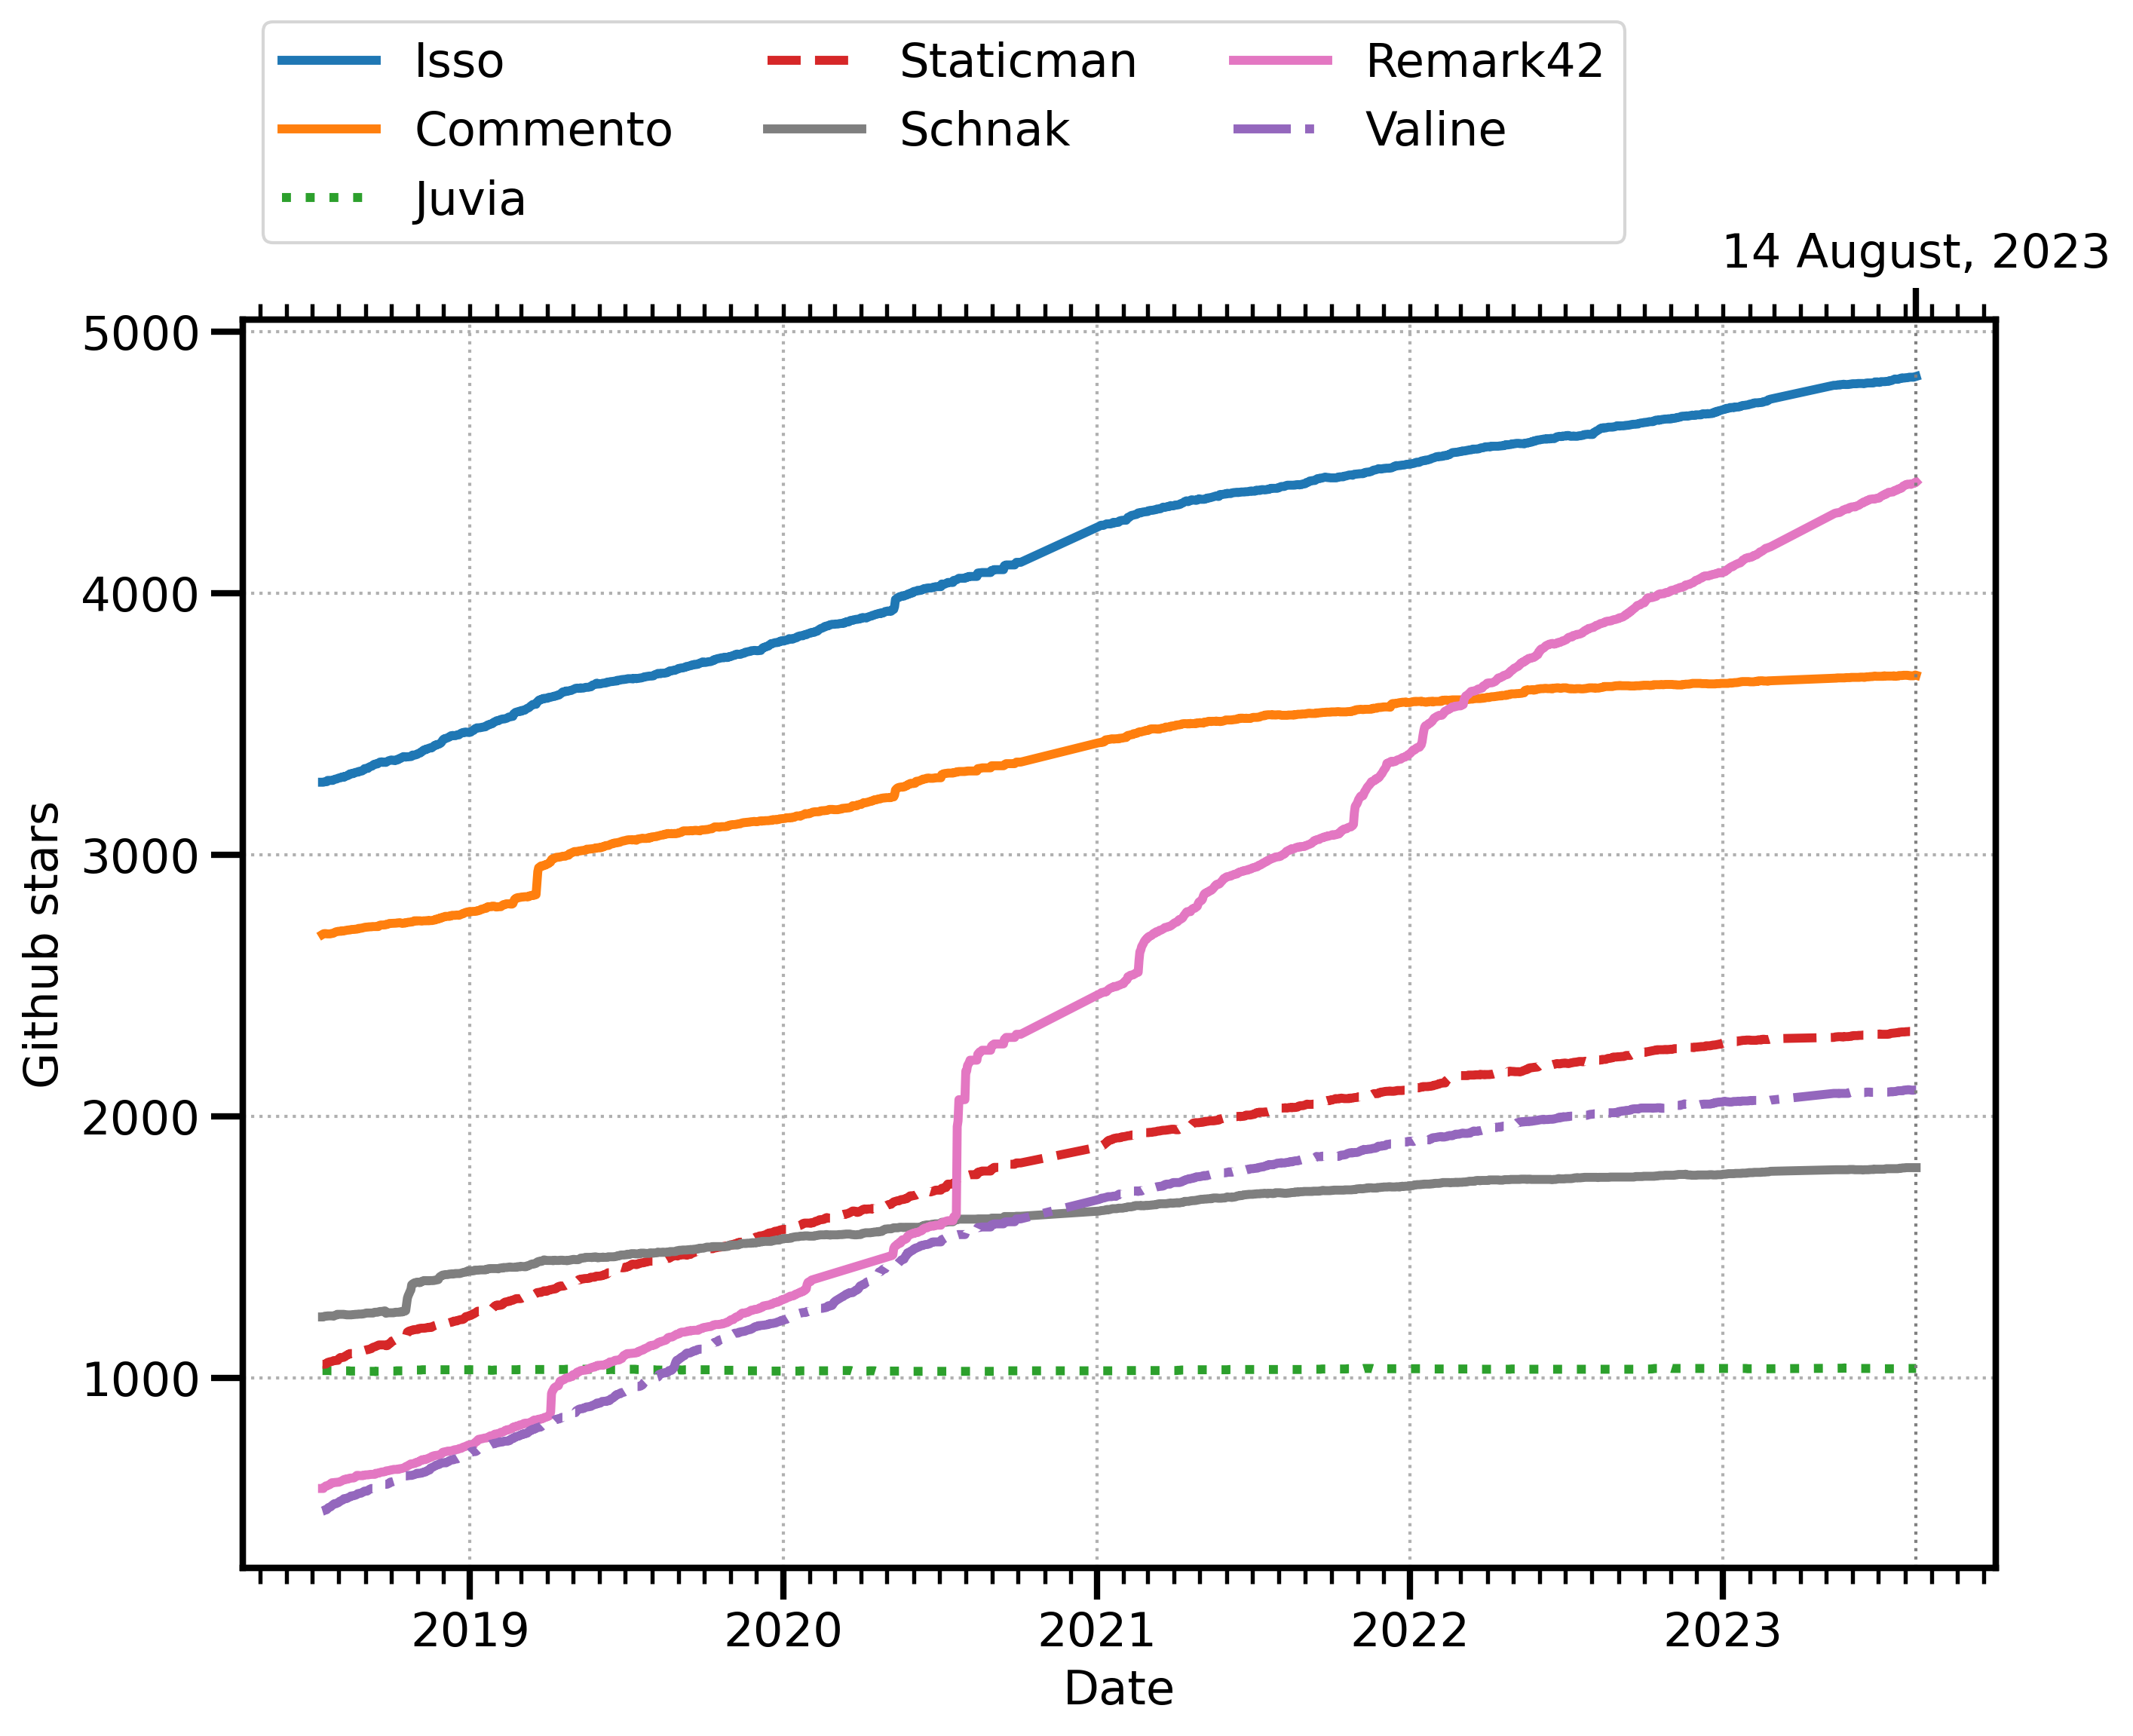 Isso
Commento
Juvia
Staticman
Schnak
Remark42
Valine
14 August, 2023
5000
4000
3000
2000
1000
Github stars
2019
2020
2021
2022
2023
Date